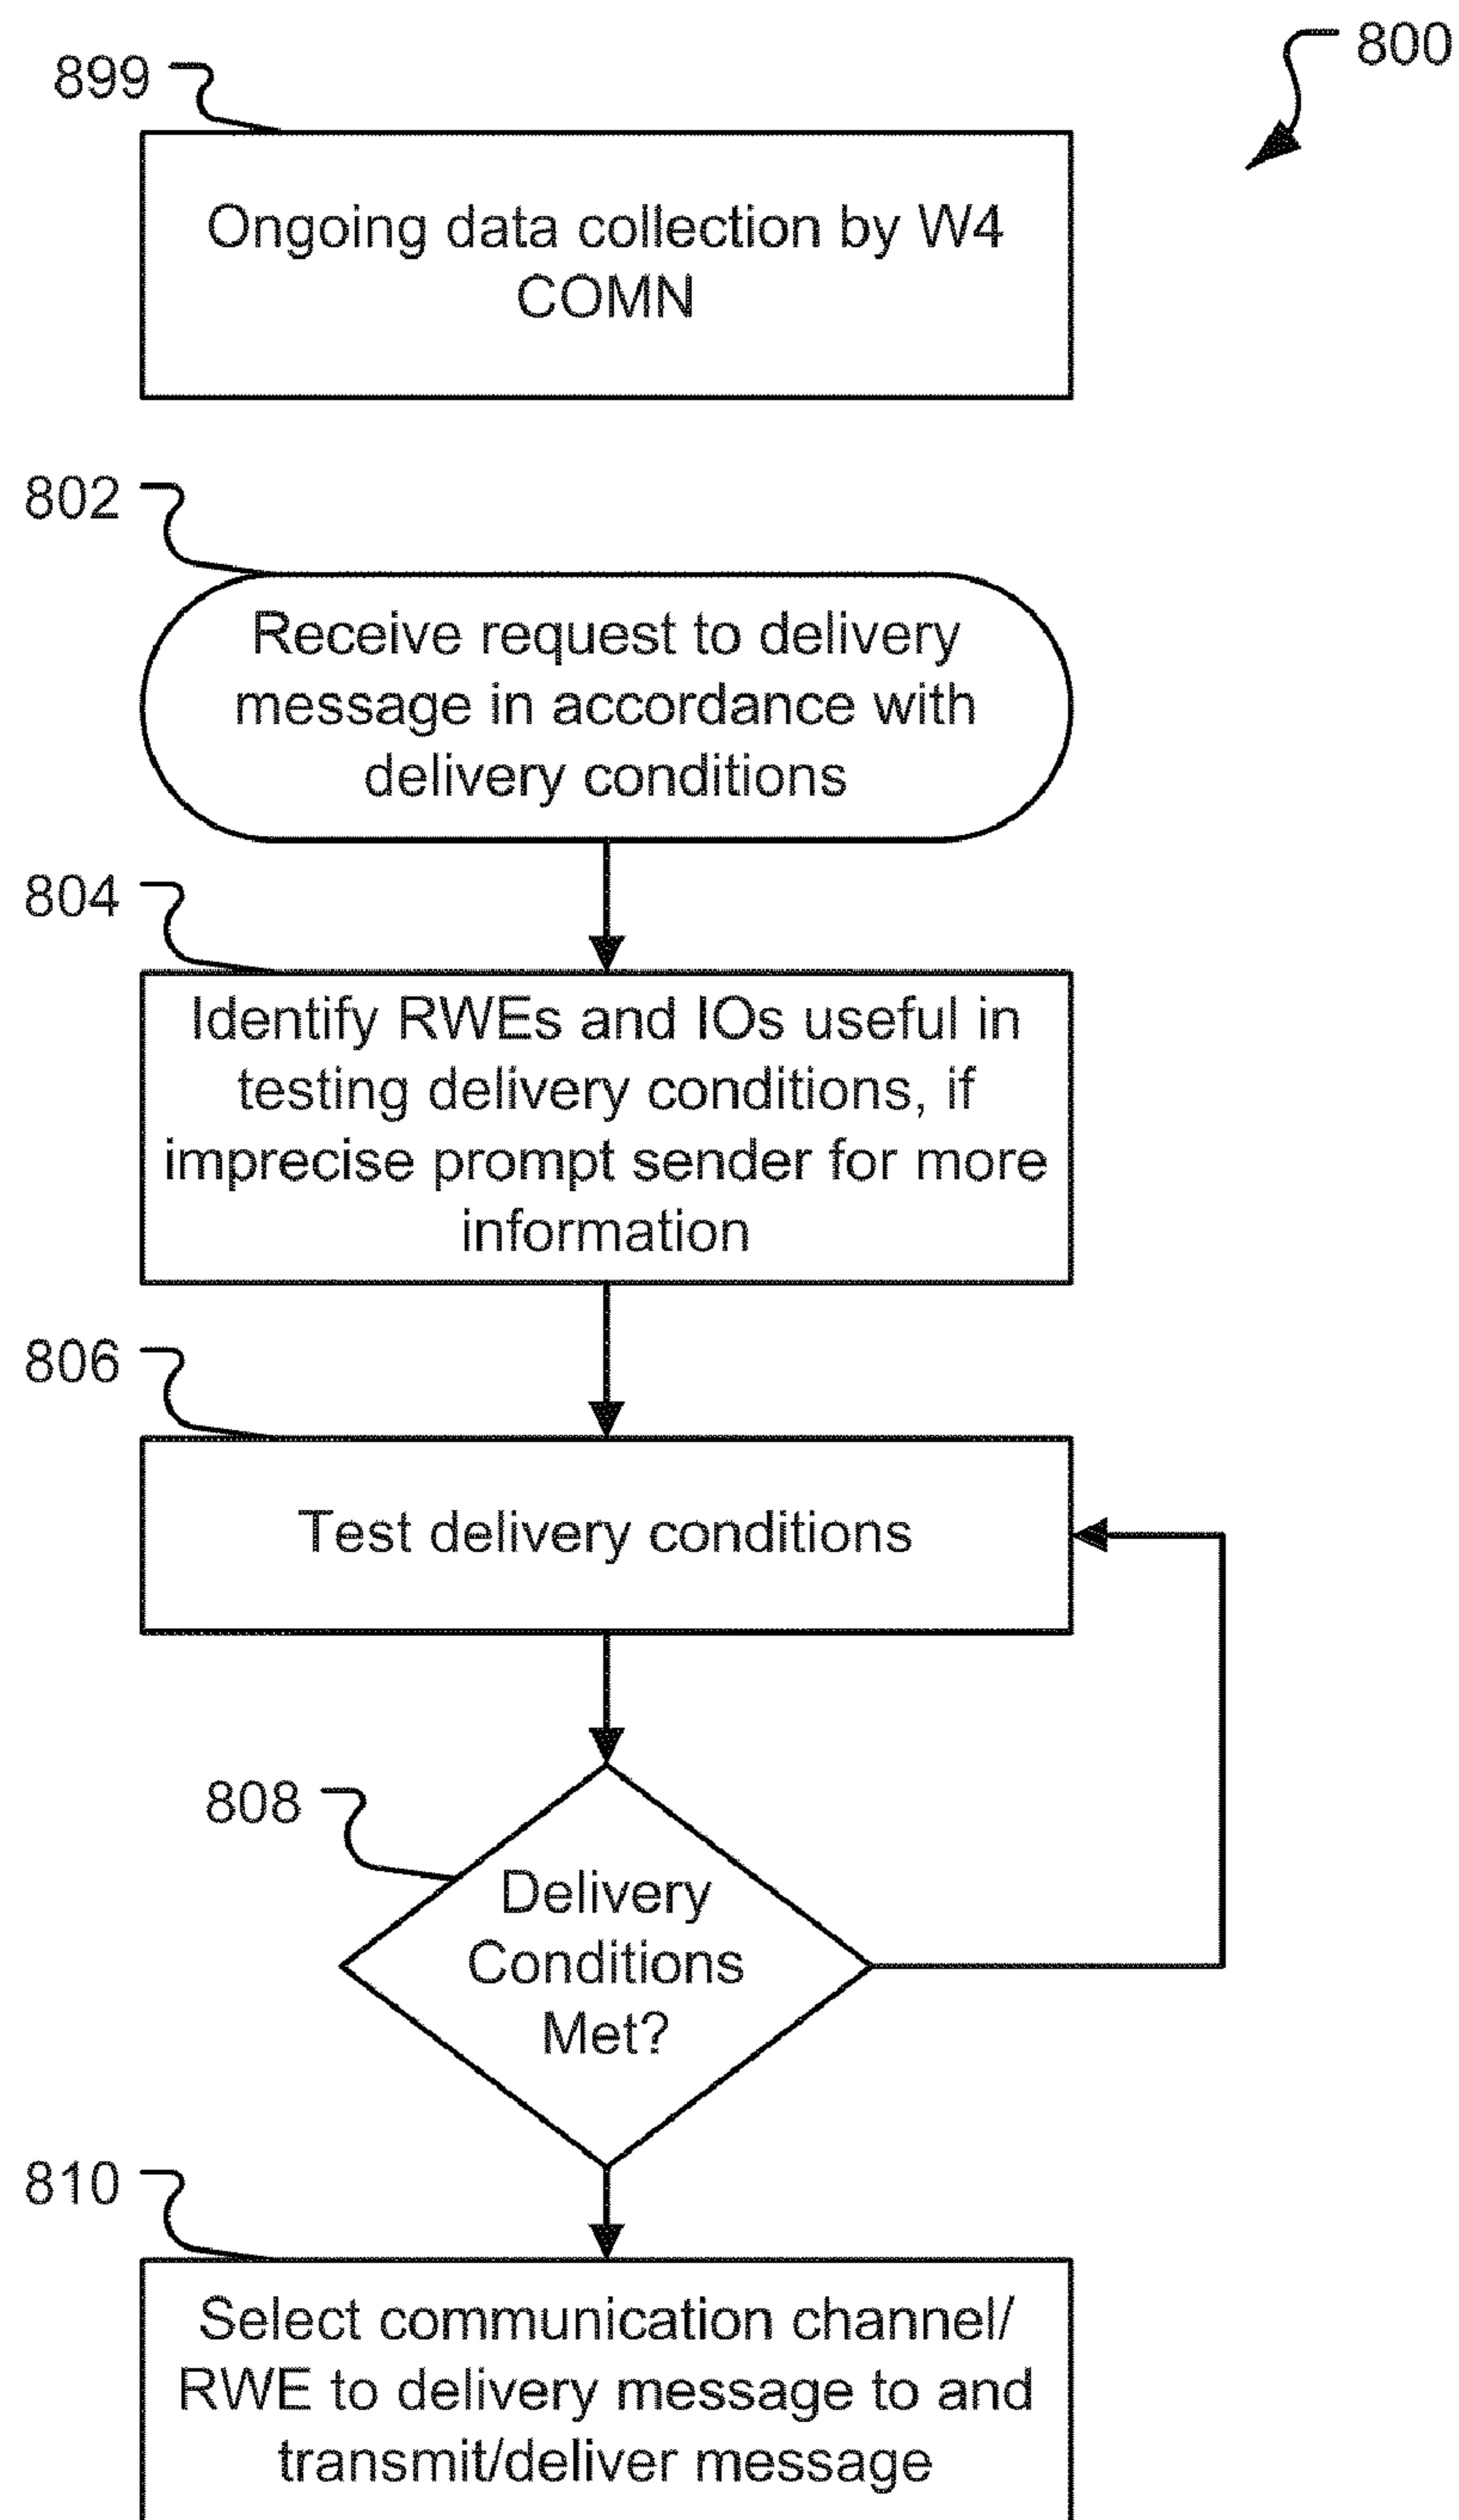 800
899
Ongoing data collection by W4
COMN
802
Receive request to delivery
message in accordance with
delivery conditions
804
Identify RWEs and IOs useful in
testing delivery conditions, if
imprecise prompt sender for more
information
806
Test delivery conditions
808
Delivery
Conditions
Met?
810
Select communication channel/
RWE to delivery message to and
transmit/deliver message